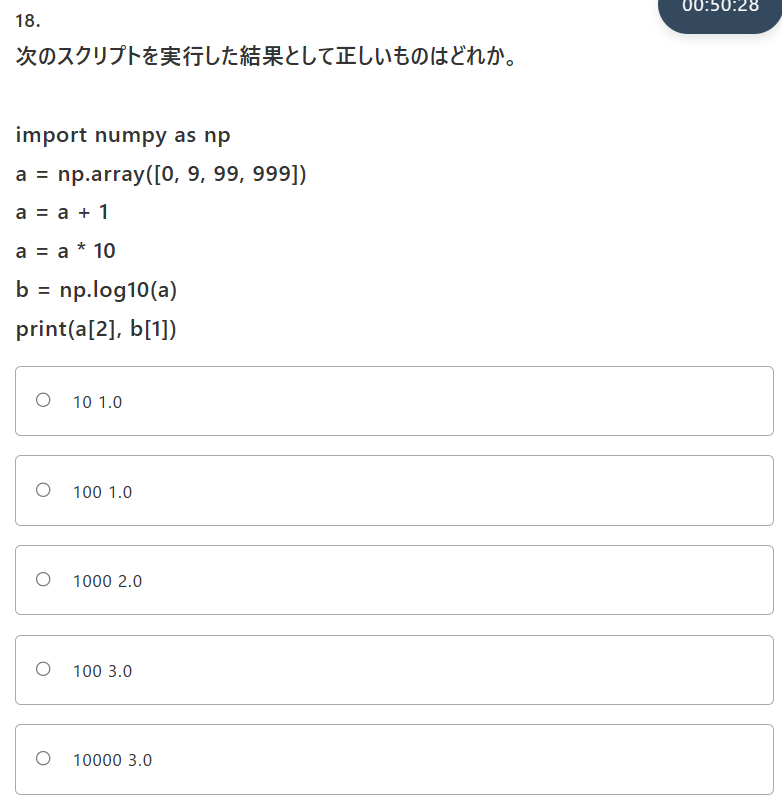 00:50:28
18.
次のスクリプトを実行した結果として正しいものはどれか。
import numpy as np
a = np.array([0, 9, 99, 999])
a = a + 1
a = a * 10
b = np.log10(a)
print(a[2], b[1])
10 1.0
100 1.0
1000 2.0
100 3.0
10000 3.0